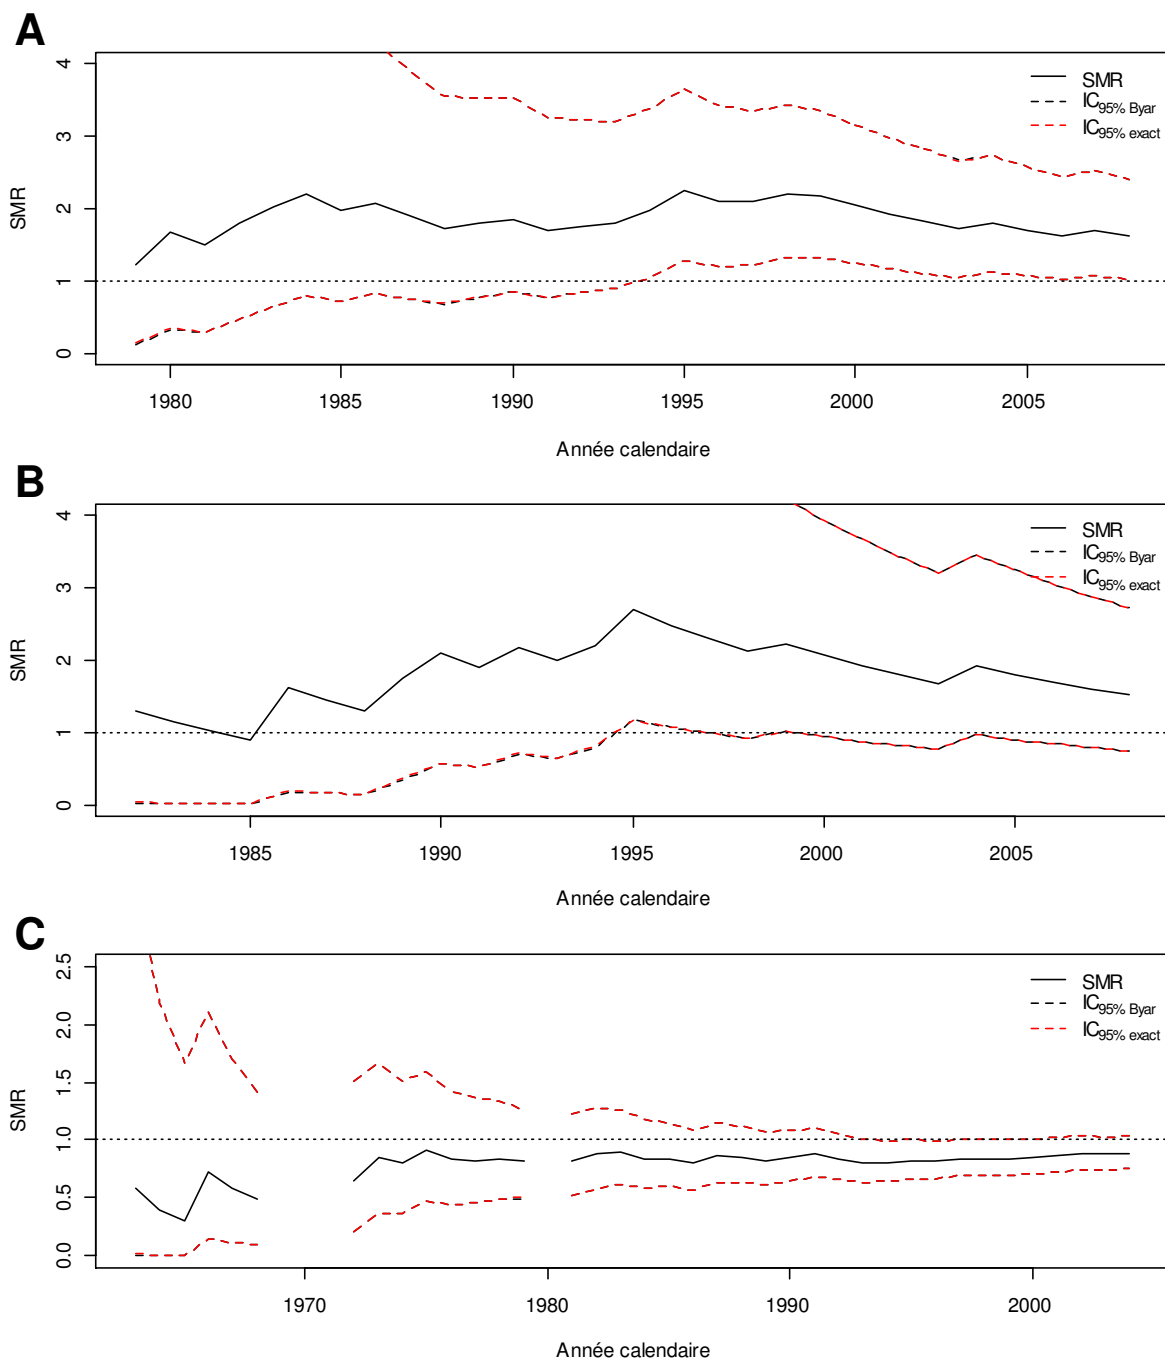 A
SMR
4
3
2
1
0
SMR
IC95% Byar
IC95% exact
1980 1985 1990 1995 2000 2005
Année calendaire
B
SMR
4
3
2
1
0
SMR
IC95% Byar
IC95% exact
1985 1990 1995 2000 2005
Année calendaire
C
SMR
2.5
2.0
1.5
1.0
0.5
0.0
SMR
IC95% Byar
IC95% exact
1970 1980 1990 2000
Année calendaire